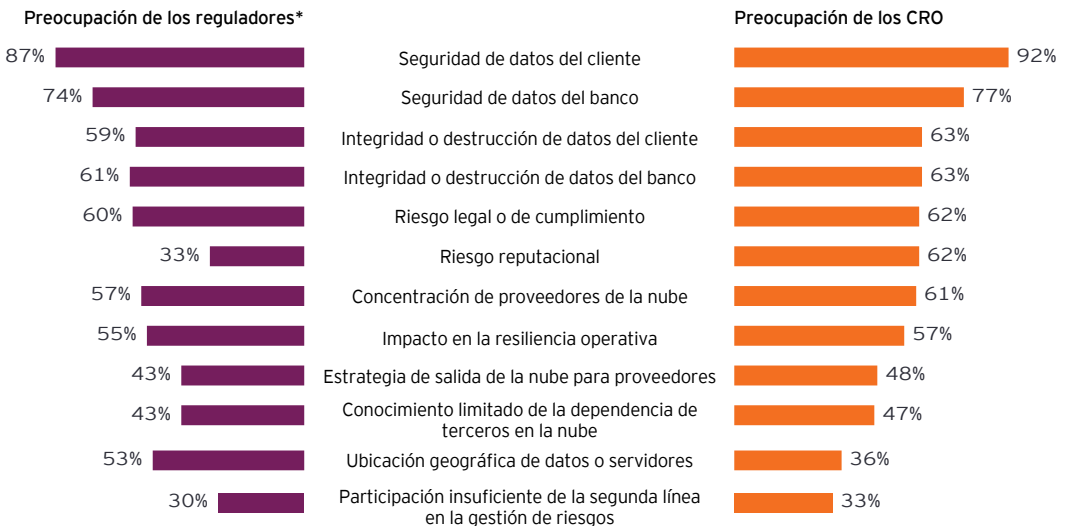 Preocupación de los reguladores*
Preocupación de los CRO
87%
Seguridad de datos del cliente
92%
74%
Seguridad de datos del banco
77%
59%
Integridad o destrucción de datos del cliente
63%
61%
Integridad o destrucción de datos del banco
63%
60%
Riesgo legal o de cumplimiento
62%
33%
Riesgo reputacional
62%
57%
Concentración de proveedores de la nube
61%
55%
Impacto en la resiliencia operativa
57%
43%
Estrategia de salida de la nube para proveedores
48%
43%
Conocimiento limitado de la dependencia de
terceros en la nube
47%
53%
Ubicación geográfica de datos o servidores
36%
30%
Participación insuficiente de la segunda línea
en la gestión de riesgos
33%